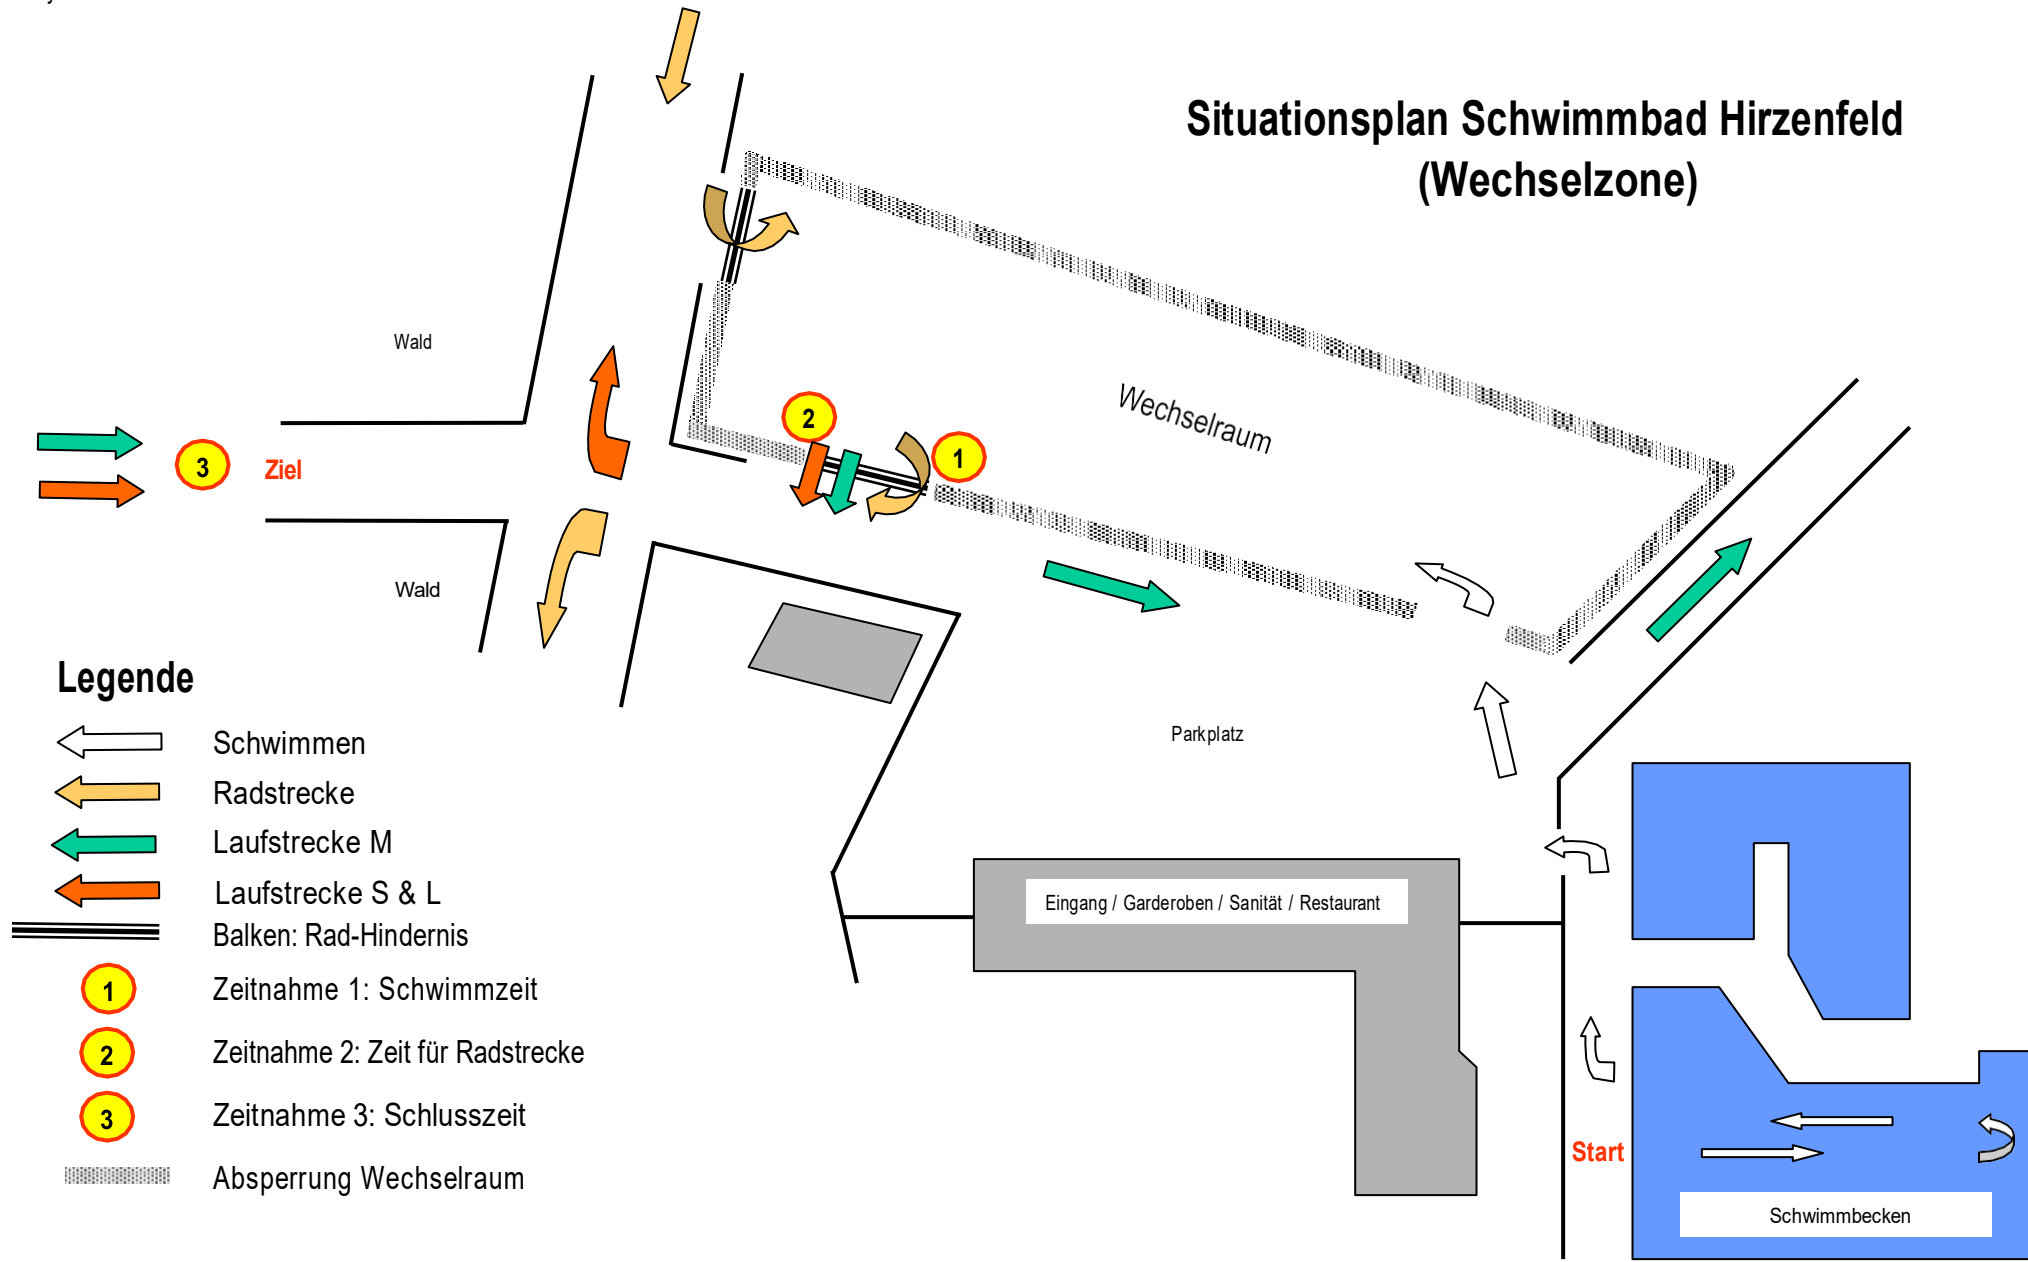 Situationsplan Schwimmbad Hirzenfeld
(Wechselzone)
Wald
Wechselraum
2
1
3
Ziel
Wald
Parkplatz
Legende
Schwimmen
Radstrecke
Laufstrecke M
Laufstrecke S & L
Balken: Rad-Hindernis
1 Zeitnahme 1: Schwimmzeit
2 Zeitnahme 2: Zeit für Radstrecke
3 Zeitnahme 3: Schlusszeit
Absperrung Wechselraum
Eingang / Garderoben / Sanität / Restaurant
Start
Schwimmbecken